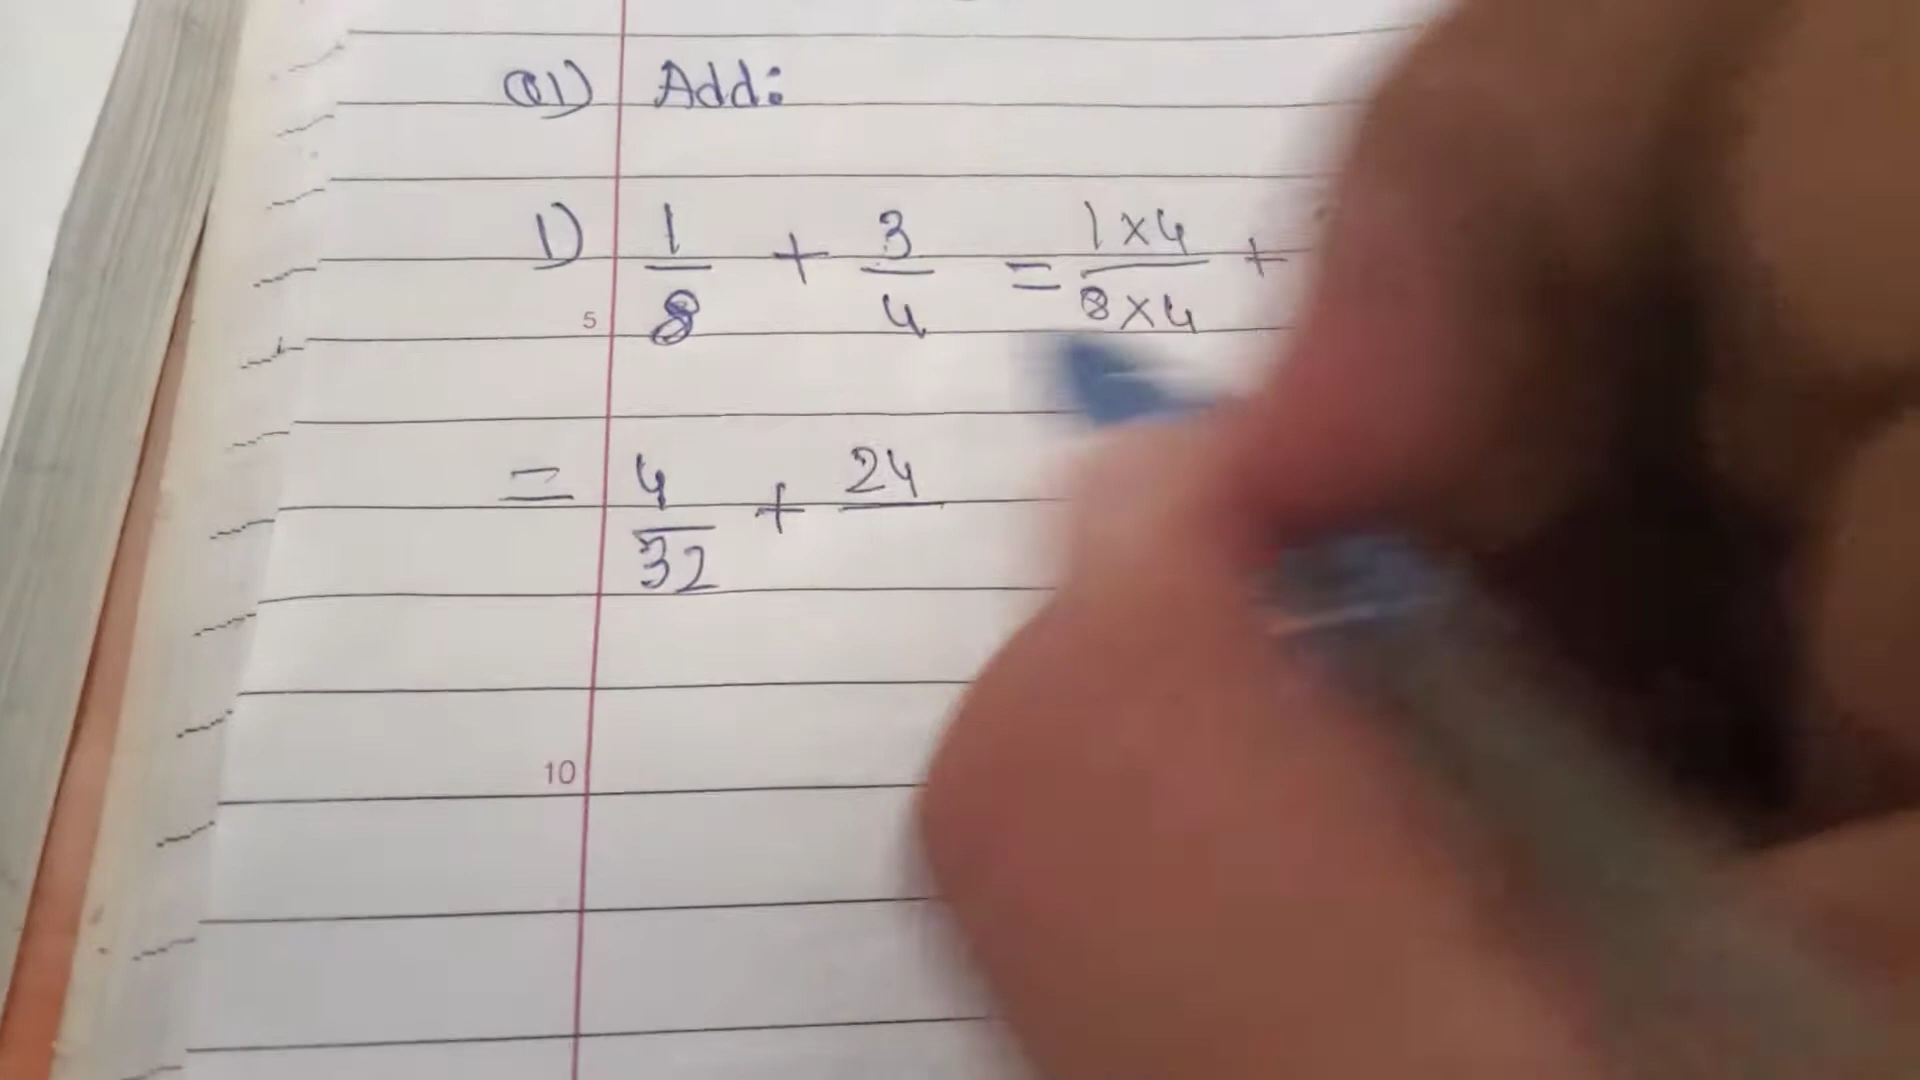 Q1) Add:
1) 1/8 + 3/4 = 1×4/8×4 +
5
= 4/32 + 24
10